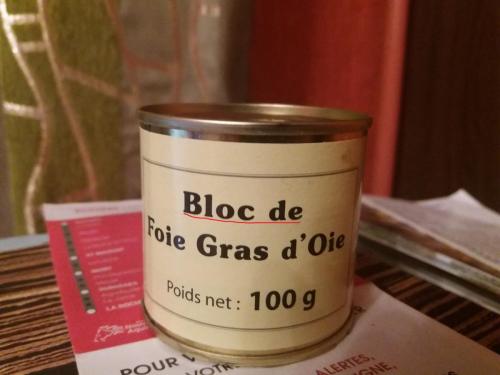 Bloc de
Foie Gras d'Oie
Poids net : 100 g
POUR V
ALERTES,